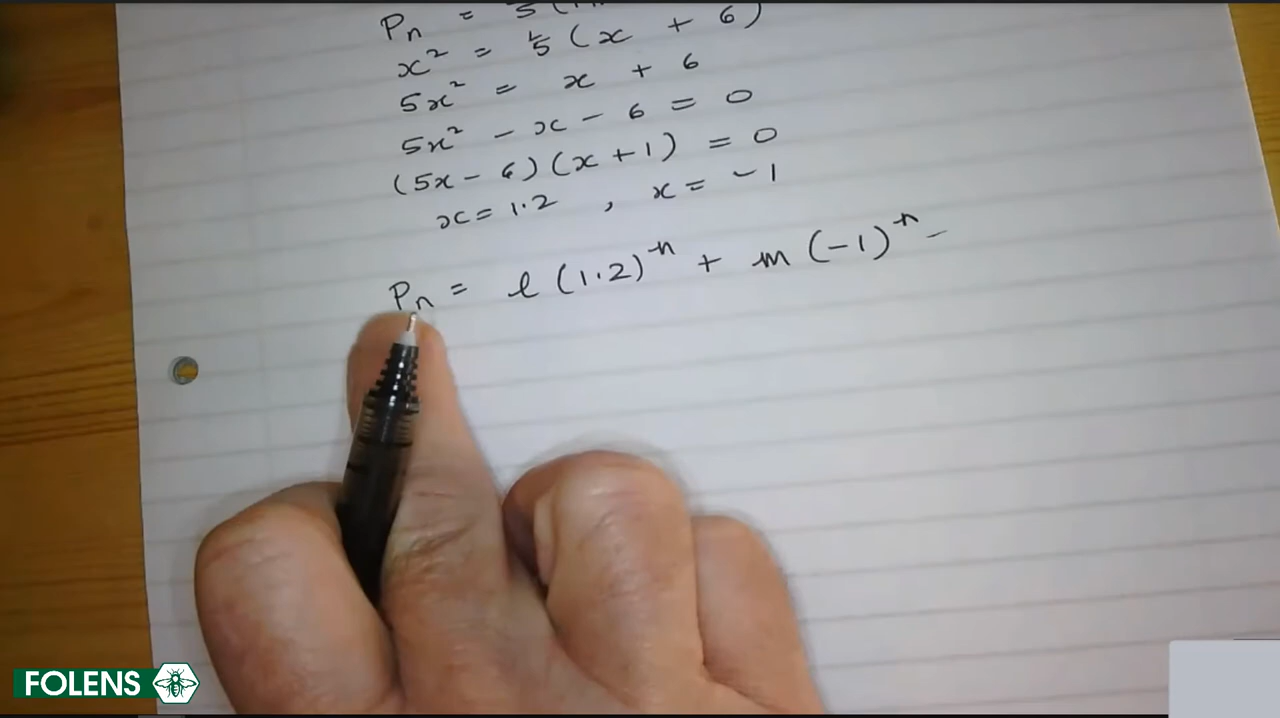 Pn =
x² = 1/5 (x + 6)
5x² = x + 6
5x² - x - 6 = 0
(5x - 6)(x + 1) = 0
x = 1.2 , x = -1
Pn = l(1.2)ⁿ + m(-1)ⁿ -
FOLENS